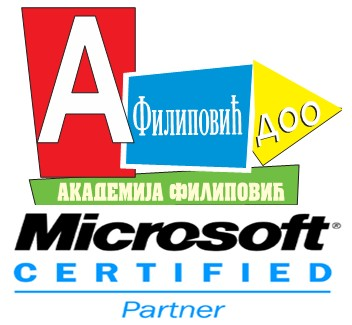 А
Филиповић
доо
АКАДЕМИЈА ФИЛИПОВИЋ
Microsoft®
CERTIFIED
Partner